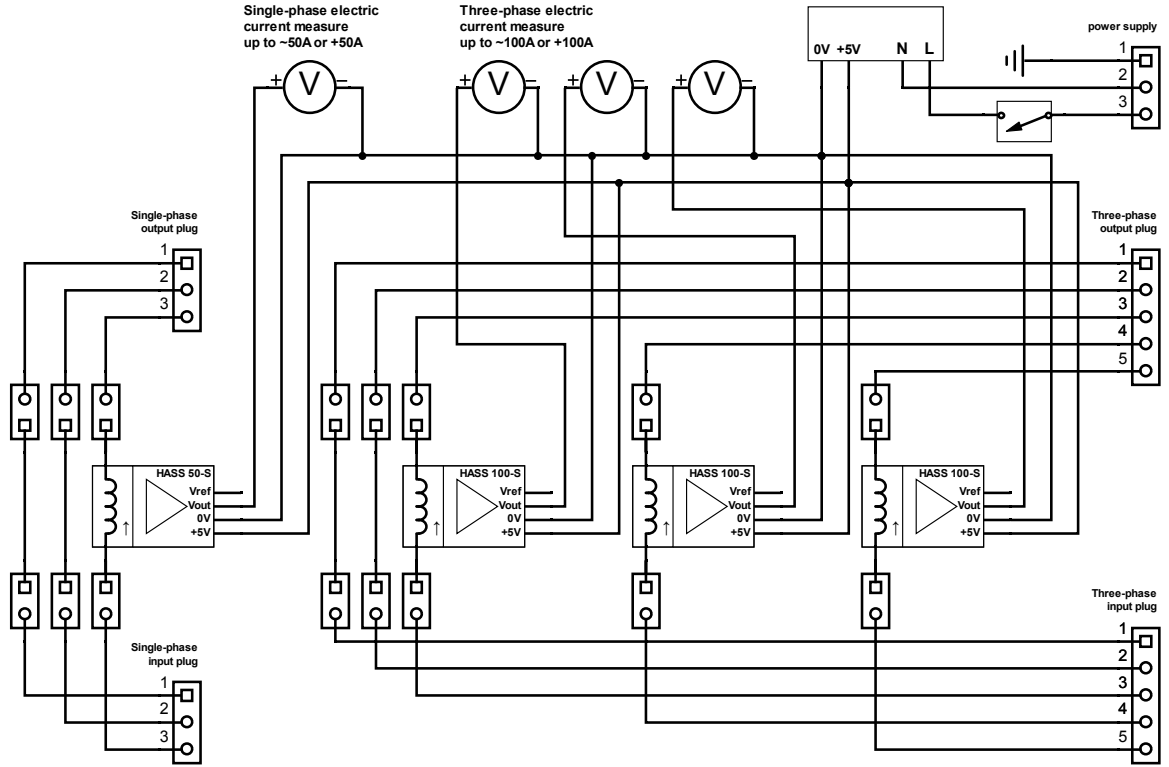 Single-phase electric
current measure
up to ~50A or +50A
Three-phase electric
current measure
up to ~100A or +100A
0V +5V N L
power supply
1
2
3
+ V −
+ V −
+ V −
+ V −
Single-phase
output plug
1
2
3
Three-phase
output plug
1
2
3
4
5
HASS 50-S
Vref
Vout
0V
+5V
↑
HASS 100-S
Vref
Vout
0V
+5V
↑
HASS 100-S
Vref
Vout
0V
+5V
↑
HASS 100-S
Vref
Vout
0V
+5V
↑
Single-phase
input plug
1
2
3
Three-phase
input plug
1
2
3
4
5